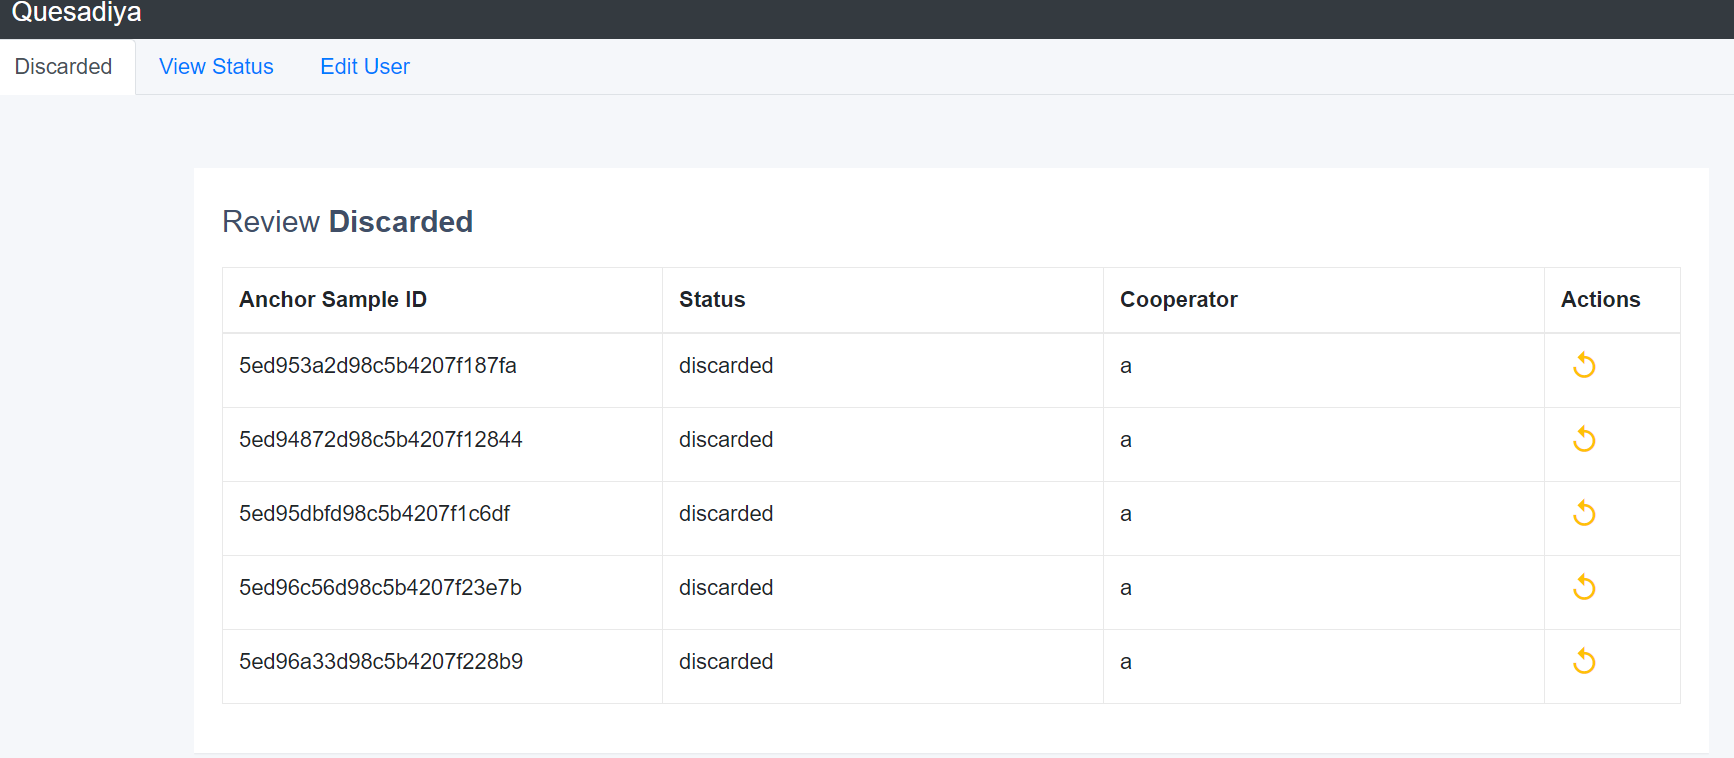 Quesadiya
Discarded View Status Edit User
Review Discarded
Anchor Sample ID Status Cooperator Actions
5ed953a2d98c5b4207f187fa discarded a
5ed94872d98c5b4207f12844 discarded a
5ed95dbfd98c5b4207f1c6df discarded a
5ed96c56d98c5b4207f23e7b discarded a
5ed96a33d98c5b4207f228b9 discarded a